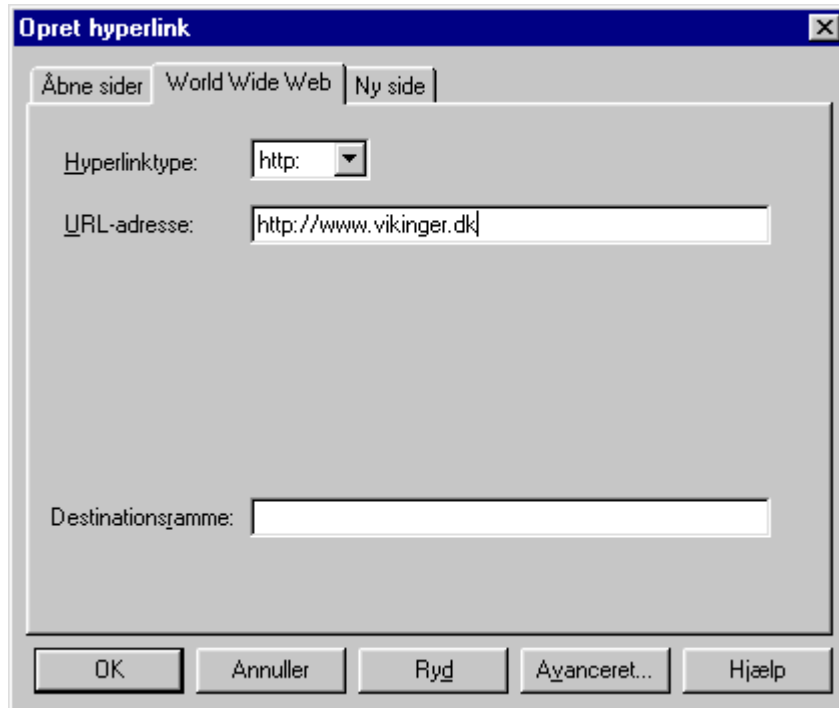 Opret hyperlink
Åbne sider World Wide Web Ny side
Hyperlinktype: http:
URL-adresse: http://www.vikinger.dk
Destinationsramme:
OK Annuller Ryd Avanceret... Hjælp